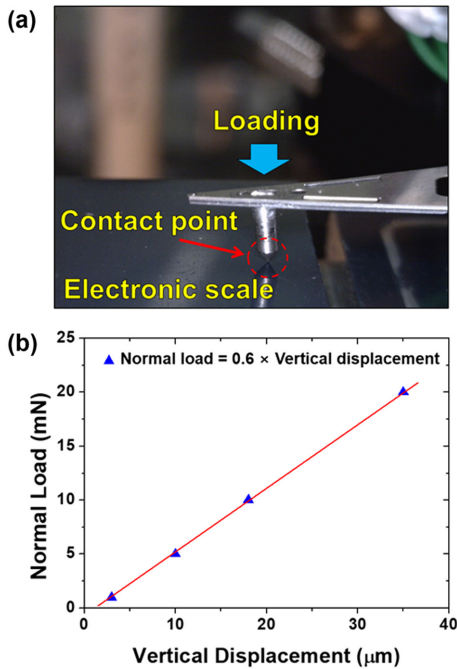 (a)
Loading
Contact point
Electronic scale
(b)
25
20
15
10
5
0
Normal Load (mN)
▲ Normal load = 0.6 × Vertical displacement
0 10 20 30 40
Vertical Displacement (μm)